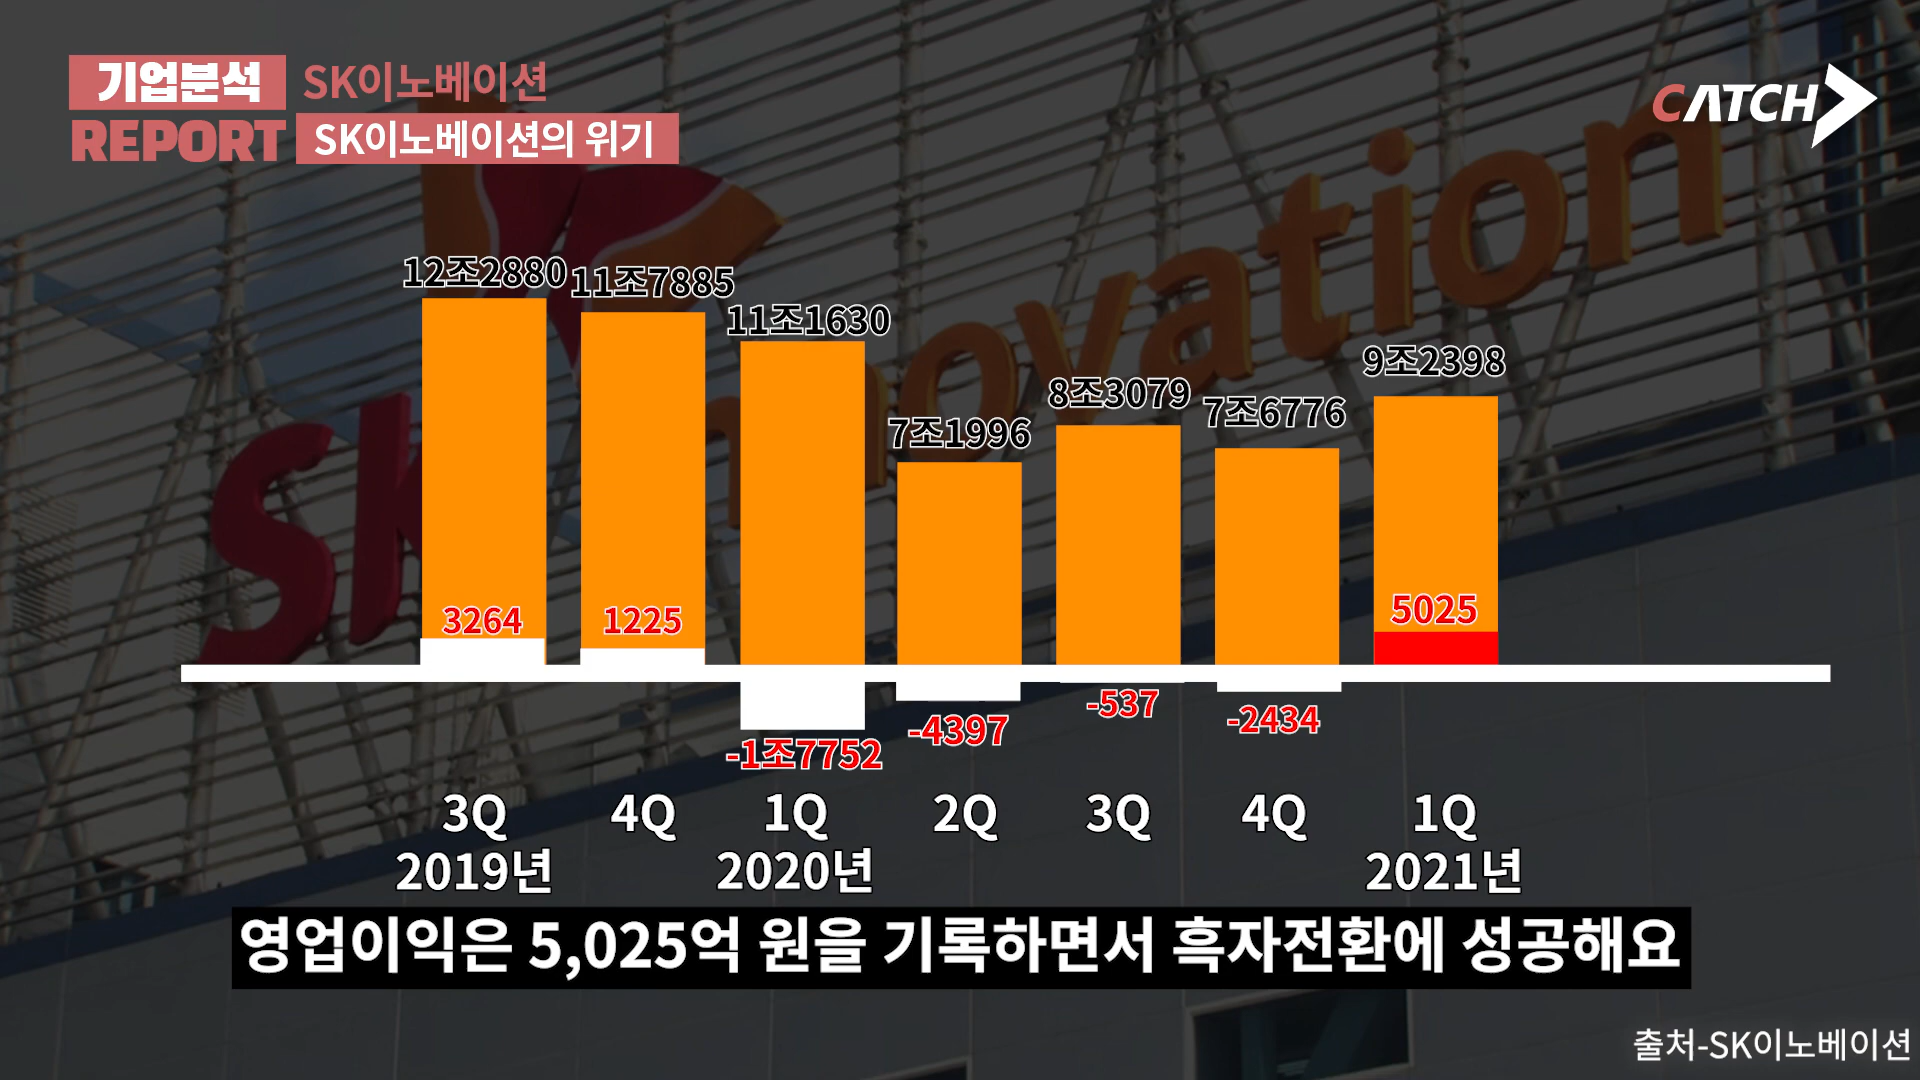 기업분석 SK이노베이션
REPORT SK이노베이션의 위기
CATCH
SK innovation
12조2880 11조7885 11조1630 7조1996 8조3079 7조6776 9조2398
3264 1225 -1조7752 -4397 -537 -2434 5025
3Q 4Q 1Q 2Q 3Q 4Q 1Q
2019년 2020년 2021년
영업이익은 5,025억 원을 기록하면서 흑자전환에 성공해요
출처-SK이노베이션